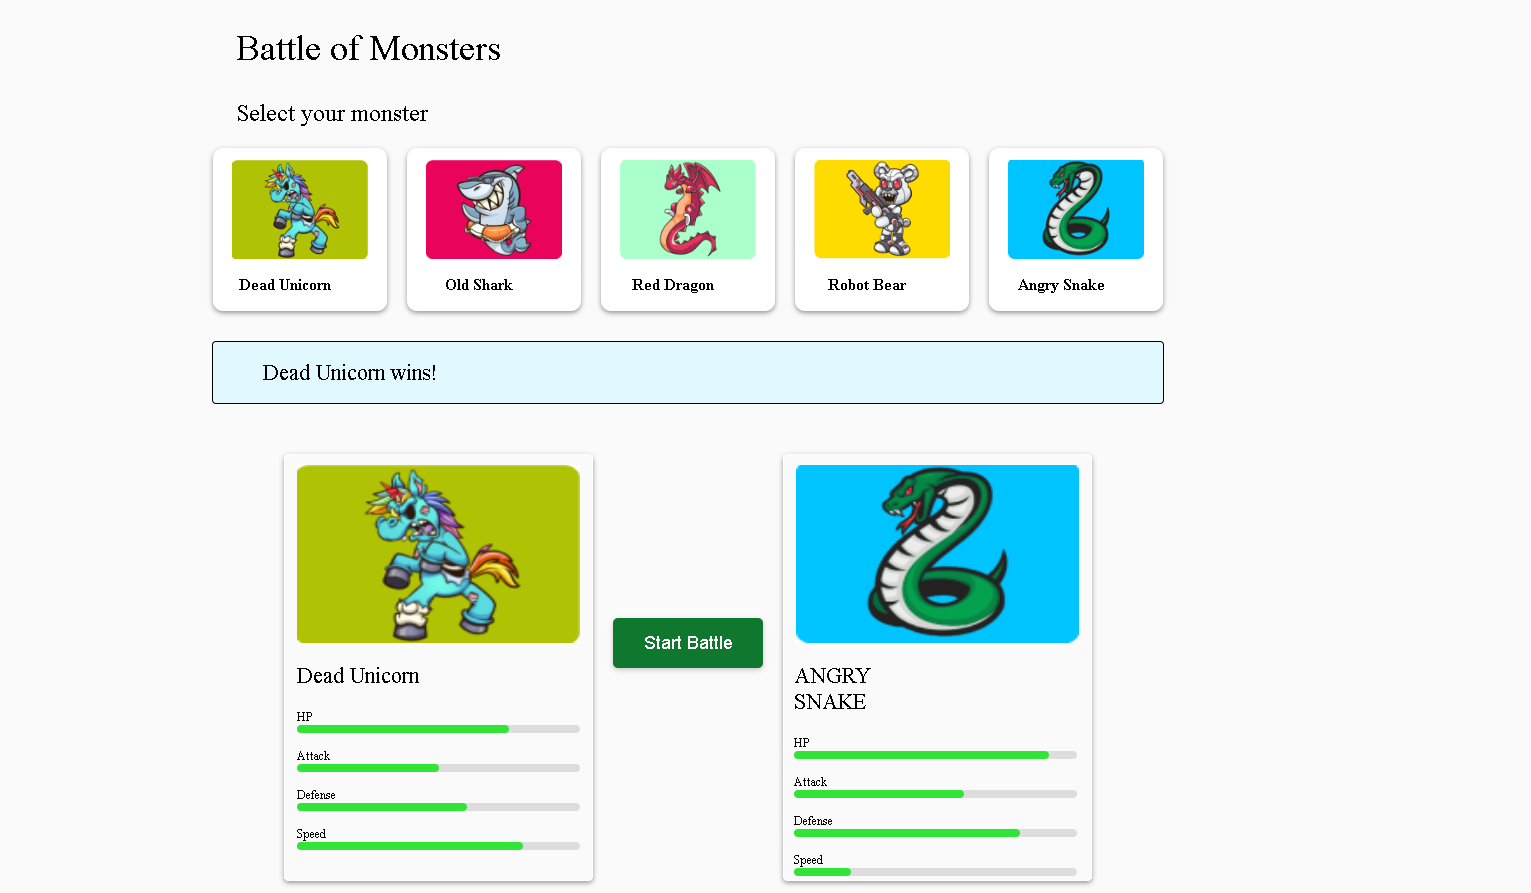 Battle of Monsters
Select your monster
Dead Unicorn
Old Shark
Red Dragon
Robot Bear
Angry Snake
Dead Unicorn wins!
Dead Unicorn
HP
Attack
Defense
Speed
Start Battle
ANGRY
SNAKE
HP
Attack
Defense
Speed